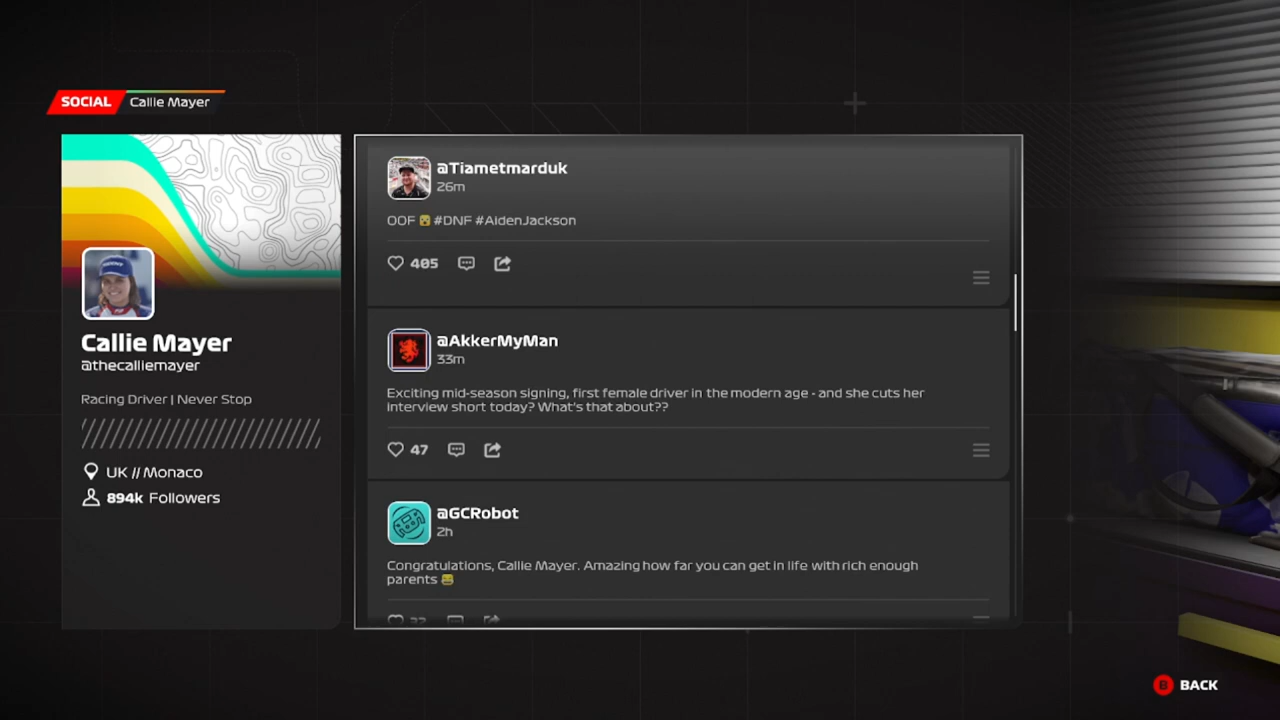 SOCIAL Callie Mayer
Callie Mayer
@thecalliemayer
Racing Driver | Never Stop
UK // Monaco
894k Followers
@Tiametmarduk
26m
OOF 😮 #DNF #AidenJackson
405
@AkkerMyMan
33m
Exciting mid-season signing, first female driver in the modern age - and she cuts her
interview short today? What's that about??
47
@GCRobot
2h
Congratulations, Callie Mayer. Amazing how far you can get in life with rich enough
parents 😂
B BACK